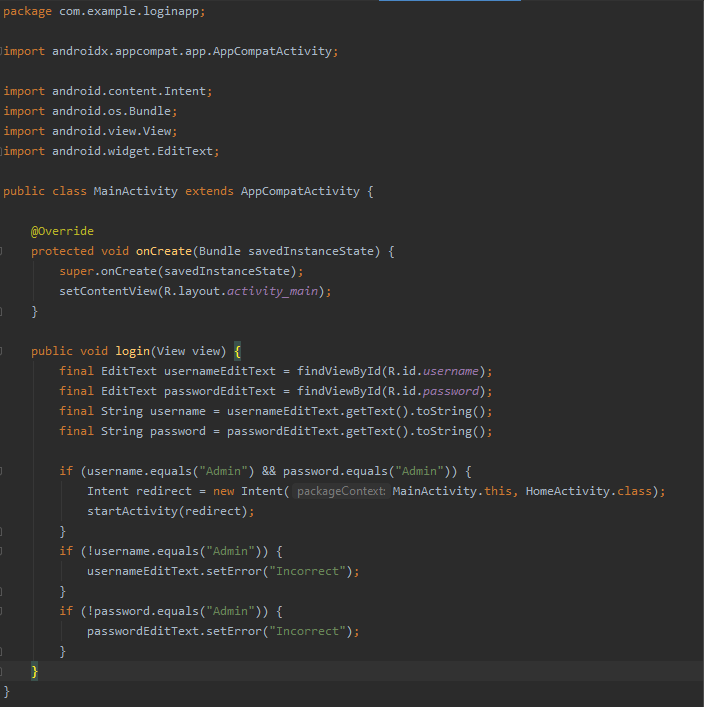 package com.example.loginapp;
import androidx.appcompat.app.AppCompatActivity;
import android.content.Intent;
import android.os.Bundle;
import android.view.View;
import android.widget.EditText;
public class MainActivity extends AppCompatActivity {
@Override
protected void onCreate(Bundle savedInstanceState) {
super.onCreate(savedInstanceState);
setContentView(R.layout.activity_main);
}
public void login(View view) {
final EditText usernameEditText = findViewById(R.id.username);
final EditText passwordEditText = findViewById(R.id.password);
final String username = usernameEditText.getText().toString();
final String password = passwordEditText.getText().toString();
if (username.equals("Admin") && password.equals("Admin")) {
Intent redirect = new Intent( packageContext: MainActivity.this, HomeActivity.class);
startActivity(redirect);
}
if (!username.equals("Admin")) {
usernameEditText.setError("Incorrect");
}
if (!password.equals("Admin")) {
passwordEditText.setError("Incorrect");
}
}
}